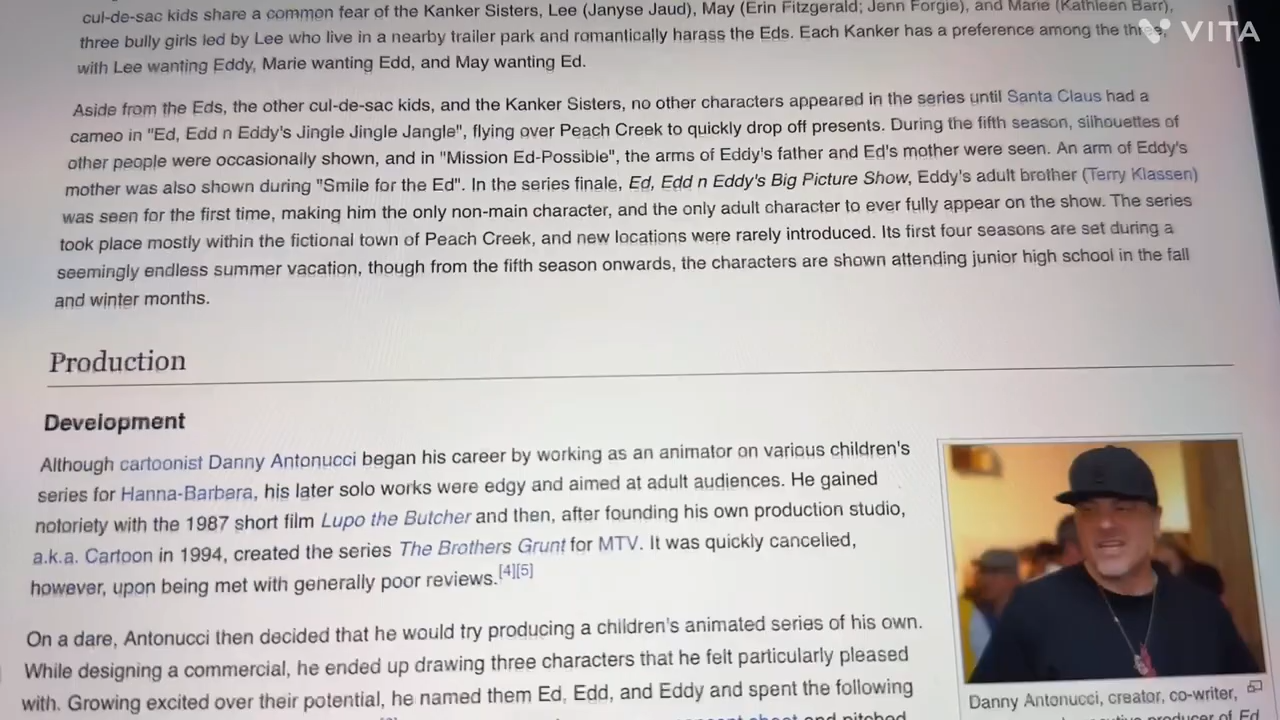 cul-de-sac kids share a common fear of the Kanker Sisters, Lee (Janyse Jaud), May (Erin Fitzgerald; Jenn Forgie), and Marie (Kathleen Barr),
three bully girls led by Lee who live in a nearby trailer park and romantically harass the Eds. Each Kanker has a preference among the three,
with Lee wanting Eddy, Marie wanting Edd, and May wanting Ed.
VITA
Aside from the Eds, the other cul-de-sac kids, and the Kanker Sisters, no other characters appeared in the series until Santa Claus had a
cameo in "Ed, Edd n Eddy's Jingle Jingle Jangle", flying over Peach Creek to quickly drop off presents. During the fifth season, silhouettes of
other people were occasionally shown, and in "Mission Ed-Possible", the arms of Eddy's father and Ed's mother were seen. An arm of Eddy's
mother was also shown during "Smile for the Ed". In the series finale, Ed, Edd n Eddy's Big Picture Show, Eddy's adult brother (Terry Klassen)
was seen for the first time, making him the only non-main character, and the only adult character to ever fully appear on the show. The series
took place mostly within the fictional town of Peach Creek, and new locations were rarely introduced. Its first four seasons are set during a
seemingly endless summer vacation, though from the fifth season onwards, the characters are shown attending junior high school in the fall
and winter months.
Production
Development
Although cartoonist Danny Antonucci began his career by working as an animator on various children's
series for Hanna-Barbera, his later solo works were edgy and aimed at adult audiences. He gained
notoriety with the 1987 short film Lupo the Butcher and then, after founding his own production studio,
a.k.a. Cartoon in 1994, created the series The Brothers Grunt for MTV. It was quickly cancelled,
however, upon being met with generally poor reviews.[4][5]
On a dare, Antonucci then decided that he would try producing a children's animated series of his own.
While designing a commercial, he ended up drawing three characters that he felt particularly pleased
with. Growing excited over their potential, he named them Ed, Edd, and Eddy and spent the following
and pitched
Danny Antonucci, creator, co-writer,
producer of Ed